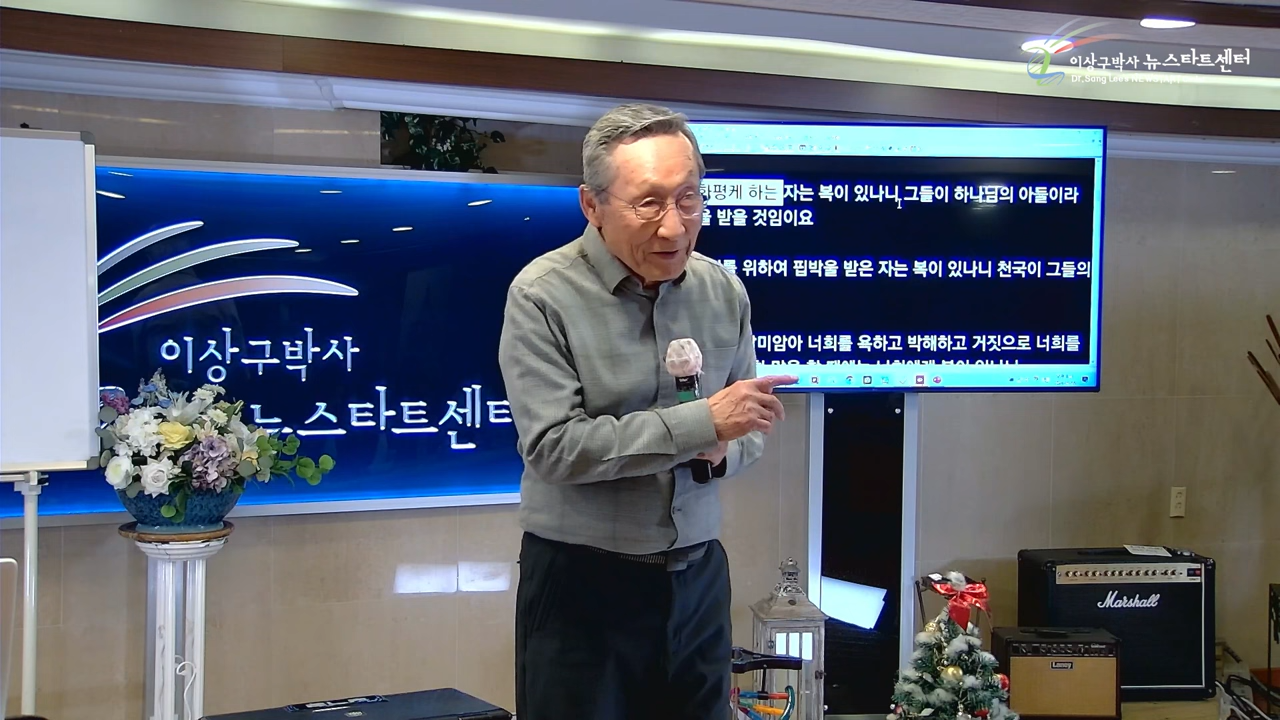 이상구박사 뉴스타트센터
화평케 하는 자는 복이 있나니 그들이 하나님의 아들이라
을 받을 것임이요
를 위하여 핍박을 받은 자는 복이 있나니 천국이 그들의
암아 너희를 욕하고 박해하고 거짓으로 너희를
이상구박사
뉴스타트센터
Marshall
Laney